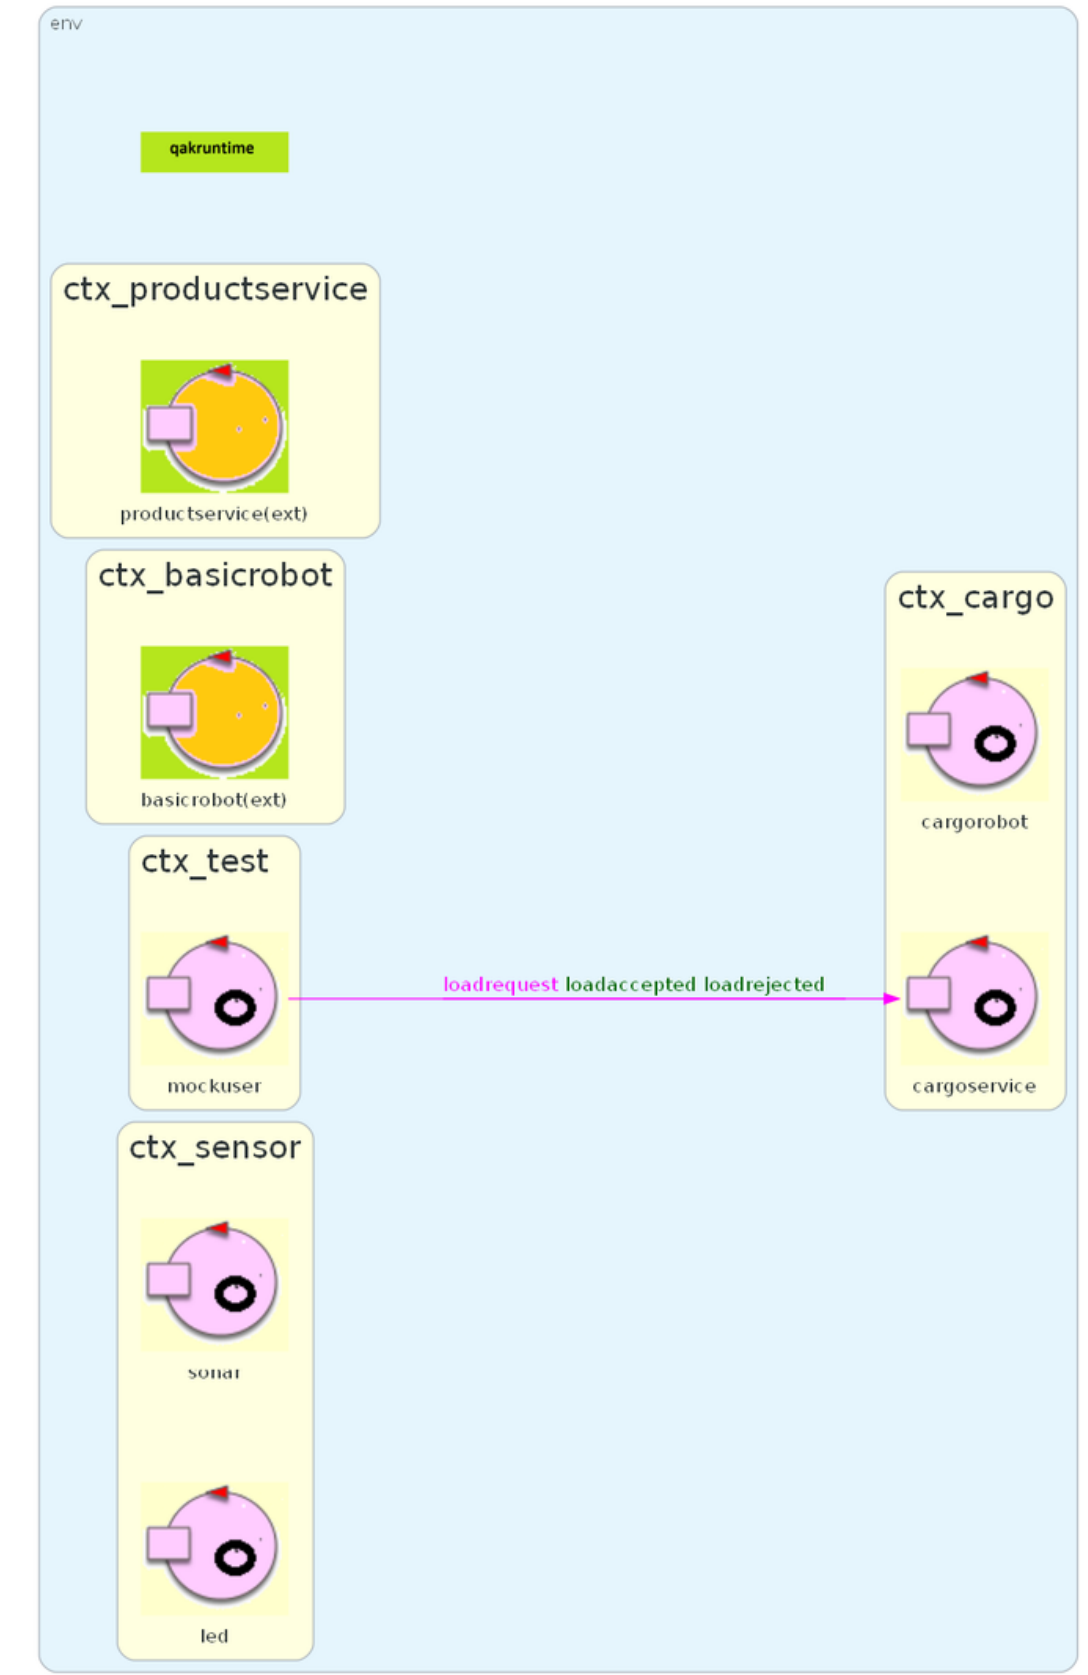 env
qakruntime
ctx_productservice
productservice(ext)
ctx_basicrobot
basicrobot(ext)
ctx_cargo
cargorobot
ctx_test
loadrequest loadaccepted loadrejected
mockuser
cargoservice
ctx_sensor
sonar
led